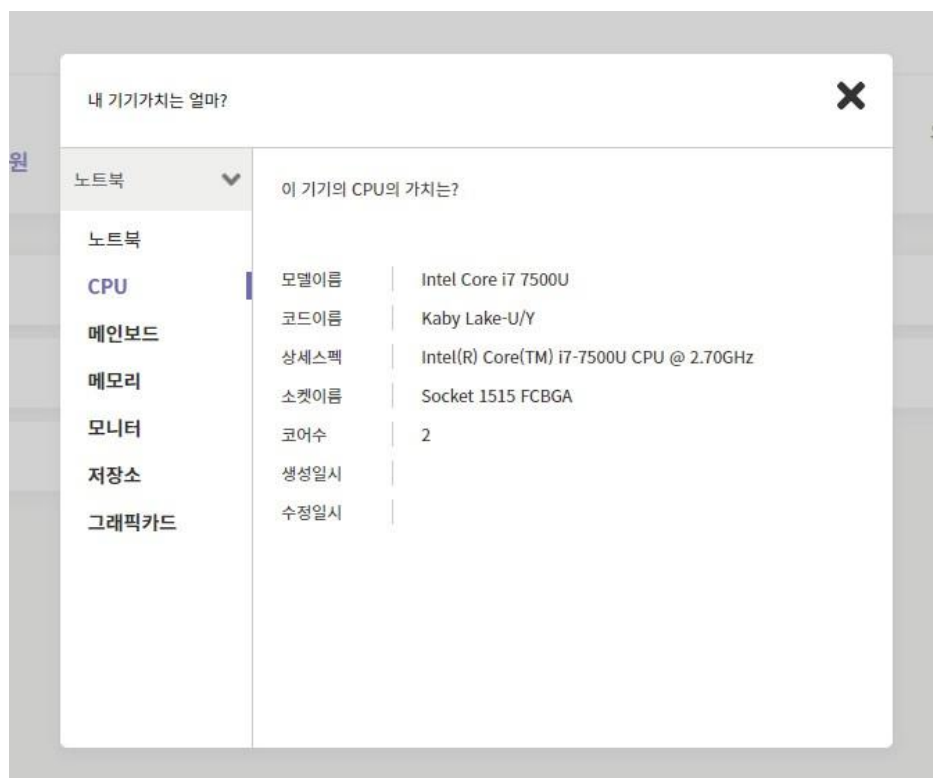 내 기기가치는 얼마?
원
노트북
이 기기의 CPU의 가치는?
노트북
CPU
메인보드
메모리
모니터
저장소
그래픽카드
모델이름 Intel Core i7 7500U
코드이름 Kaby Lake-U/Y
상세스펙 Intel(R) Core(TM) i7-7500U CPU @ 2.70GHz
소켓이름 Socket 1515 FCBGA
코어수 2
생성일시
수정일시